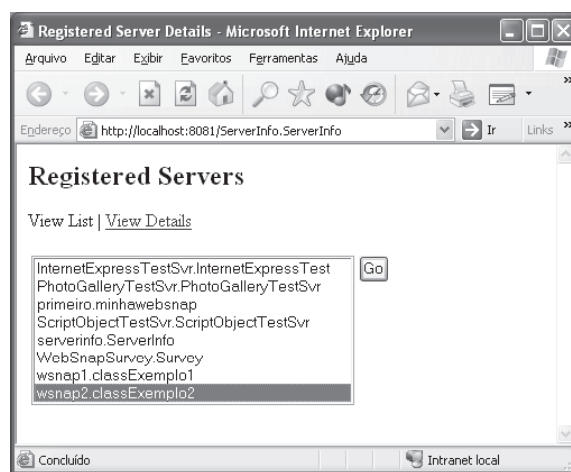 Registered Server Details - Microsoft Internet Explorer
Arquivo Editar Exibir Favoritos Ferramentas Ajuda
Endereço http://localhost:8081/ServerInfo.ServerInfo Ir Links »
Registered Servers
View List | View Details
InternetExpressTestSvr.InternetExpressTest Go
PhotoGalleryTestSvr.PhotoGalleryTestSvr
primeiro.minhawebsnap
ScriptObjectTestSvr.ScriptObjectTestSvr
serverinfo.ServerInfo
WebSnapSurvey.Survey
wsnap1.classExemplo1
wsnap2.classExemplo2
Concluído Intranet local